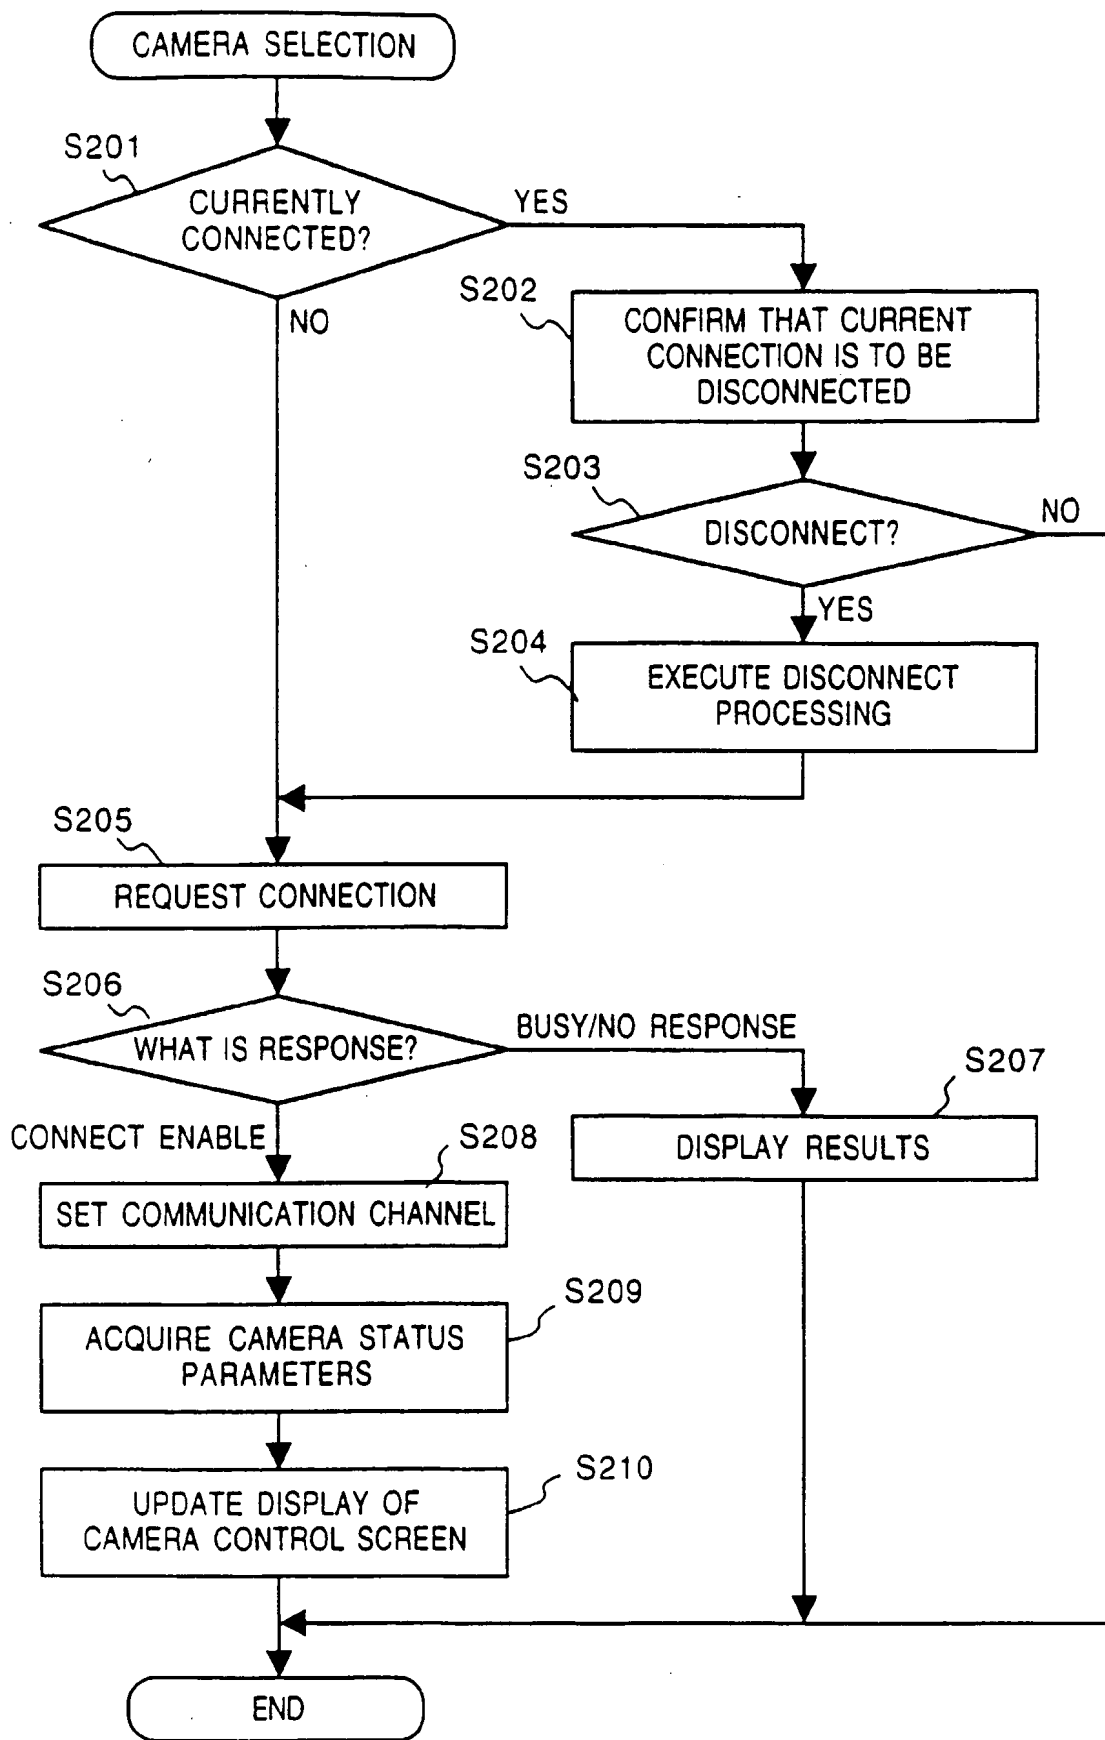 CAMERA SELECTION
S201
CURRENTLY
CONNECTED?
YES
NO
S202
CONFIRM THAT CURRENT
CONNECTION IS TO BE
DISCONNECTED
S203
DISCONNECT?
NO
YES
S204
EXECUTE DISCONNECT
PROCESSING
S205
REQUEST CONNECTION
S206
WHAT IS RESPONSE?
BUSY/NO RESPONSE
S207
DISPLAY RESULTS
CONNECT ENABLE
S208
SET COMMUNICATION CHANNEL
S209
ACQUIRE CAMERA STATUS
PARAMETERS
S210
UPDATE DISPLAY OF
CAMERA CONTROL SCREEN
END